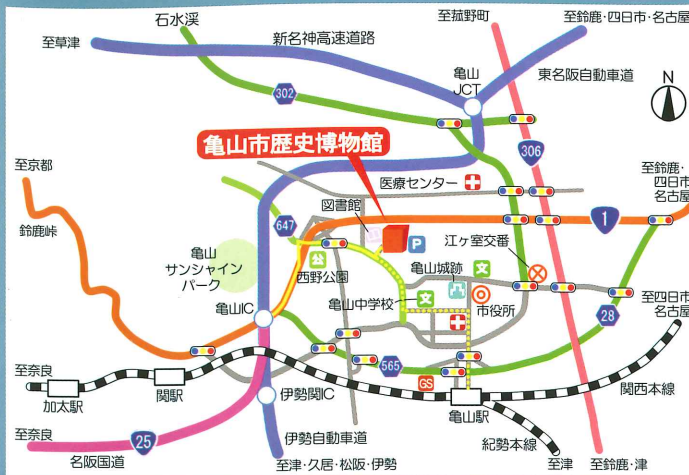 石水渓
至菰野町
至鈴鹿・四日市・名古屋
至草津
新名神高速道路
亀山
JCT
東名阪自動車道
N
302
亀山市歴史博物館
306
至京都
医療センター
至鈴鹿・
四日市
名古屋
鈴鹿峠
図書館
1
647
P
江ヶ室交番
亀山
サンシャイン
パーク
公
西野公園
亀山城跡
文
亀山中学校
文
市役所
亀山IC
28
至四日市
名古屋
565
至奈良
関駅
GS
関西本線
加太駅
伊勢関IC
亀山駅
至奈良
25
伊勢自動車道
紀勢本線
名阪国道
至津・久居・松阪・伊勢
至津
至鈴鹿・津